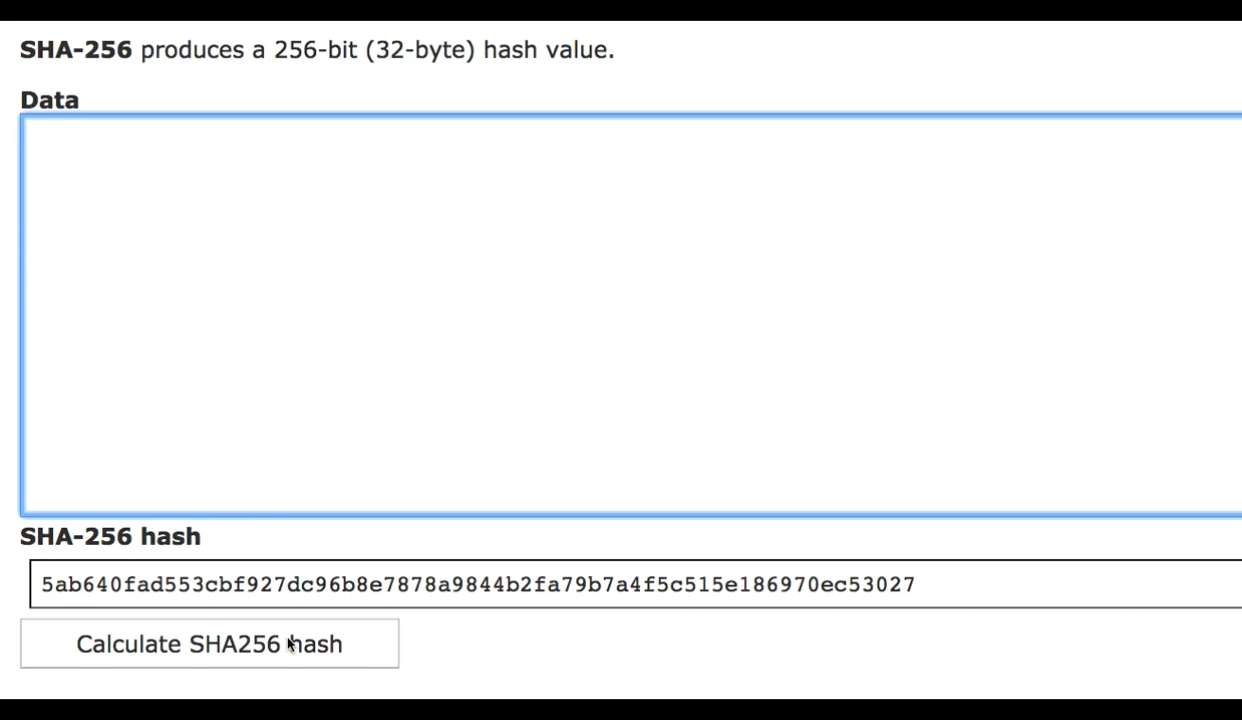 SHA-256 produces a 256-bit (32-byte) hash value.
Data
SHA-256 hash
5ab640fad553cbf927dc96b8e7878a9844b2fa79b7a4f5c515e186970ec53027
Calculate SHA256 hash